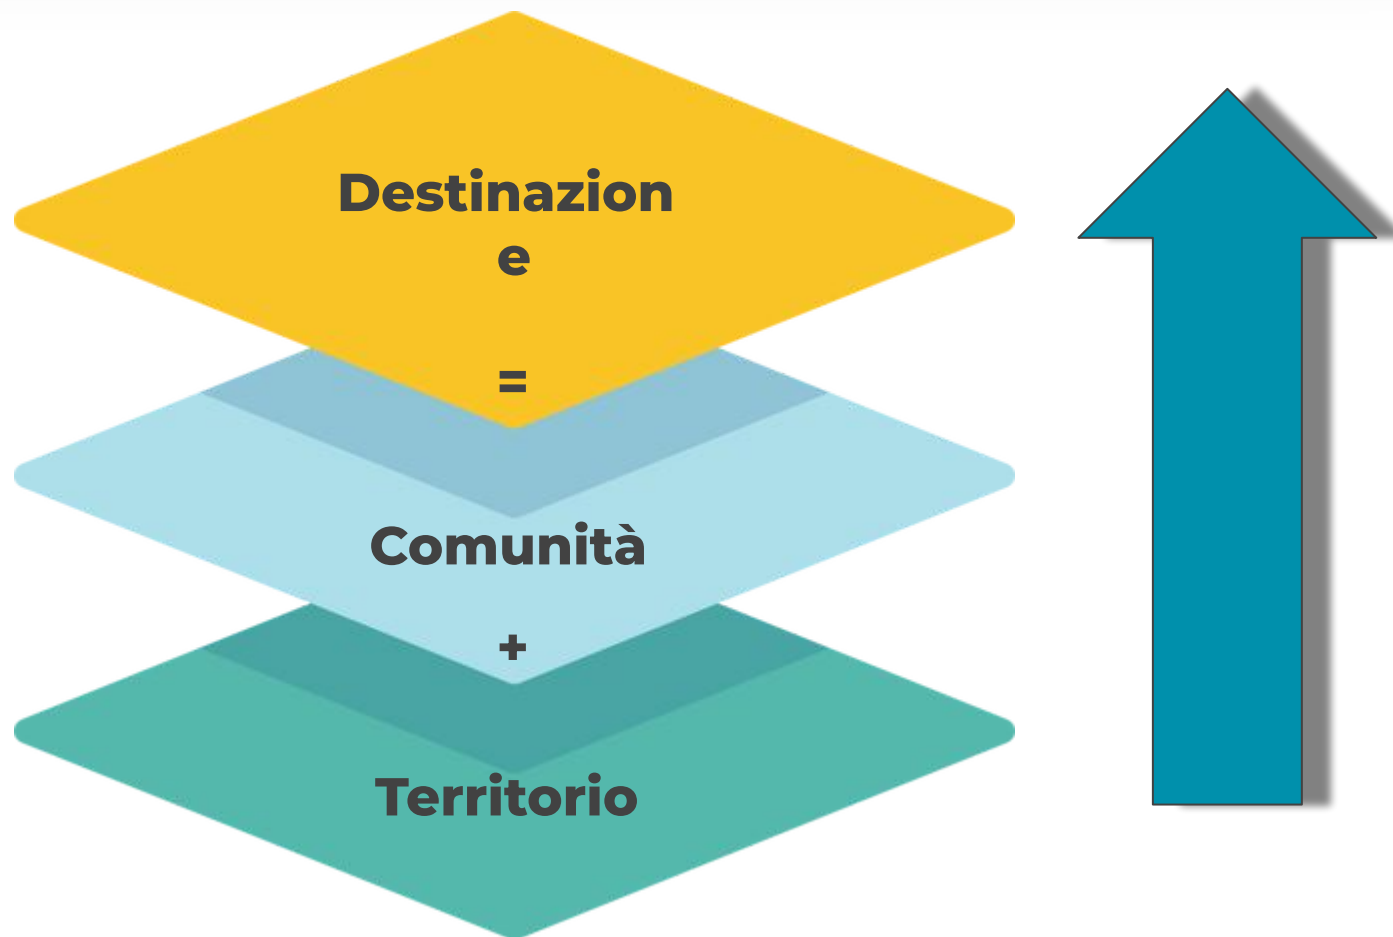 Destinazion
e
=
Comunità
+
Territorio